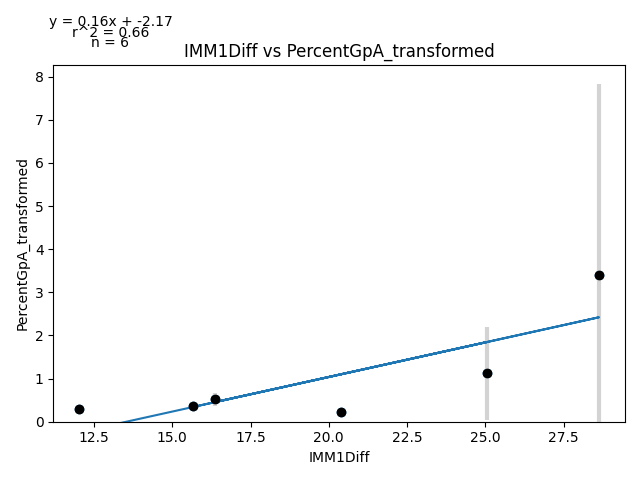 y = 0.16x + -2.17
r^2 = 0.66
n = 6
IMM1Diff vs PercentGpA_transformed
8
7
6
5
4
3
2
1
0
PercentGpA_transformed
12.5 15.0 17.5 20.0 22.5 25.0 27.5
IMM1Diff